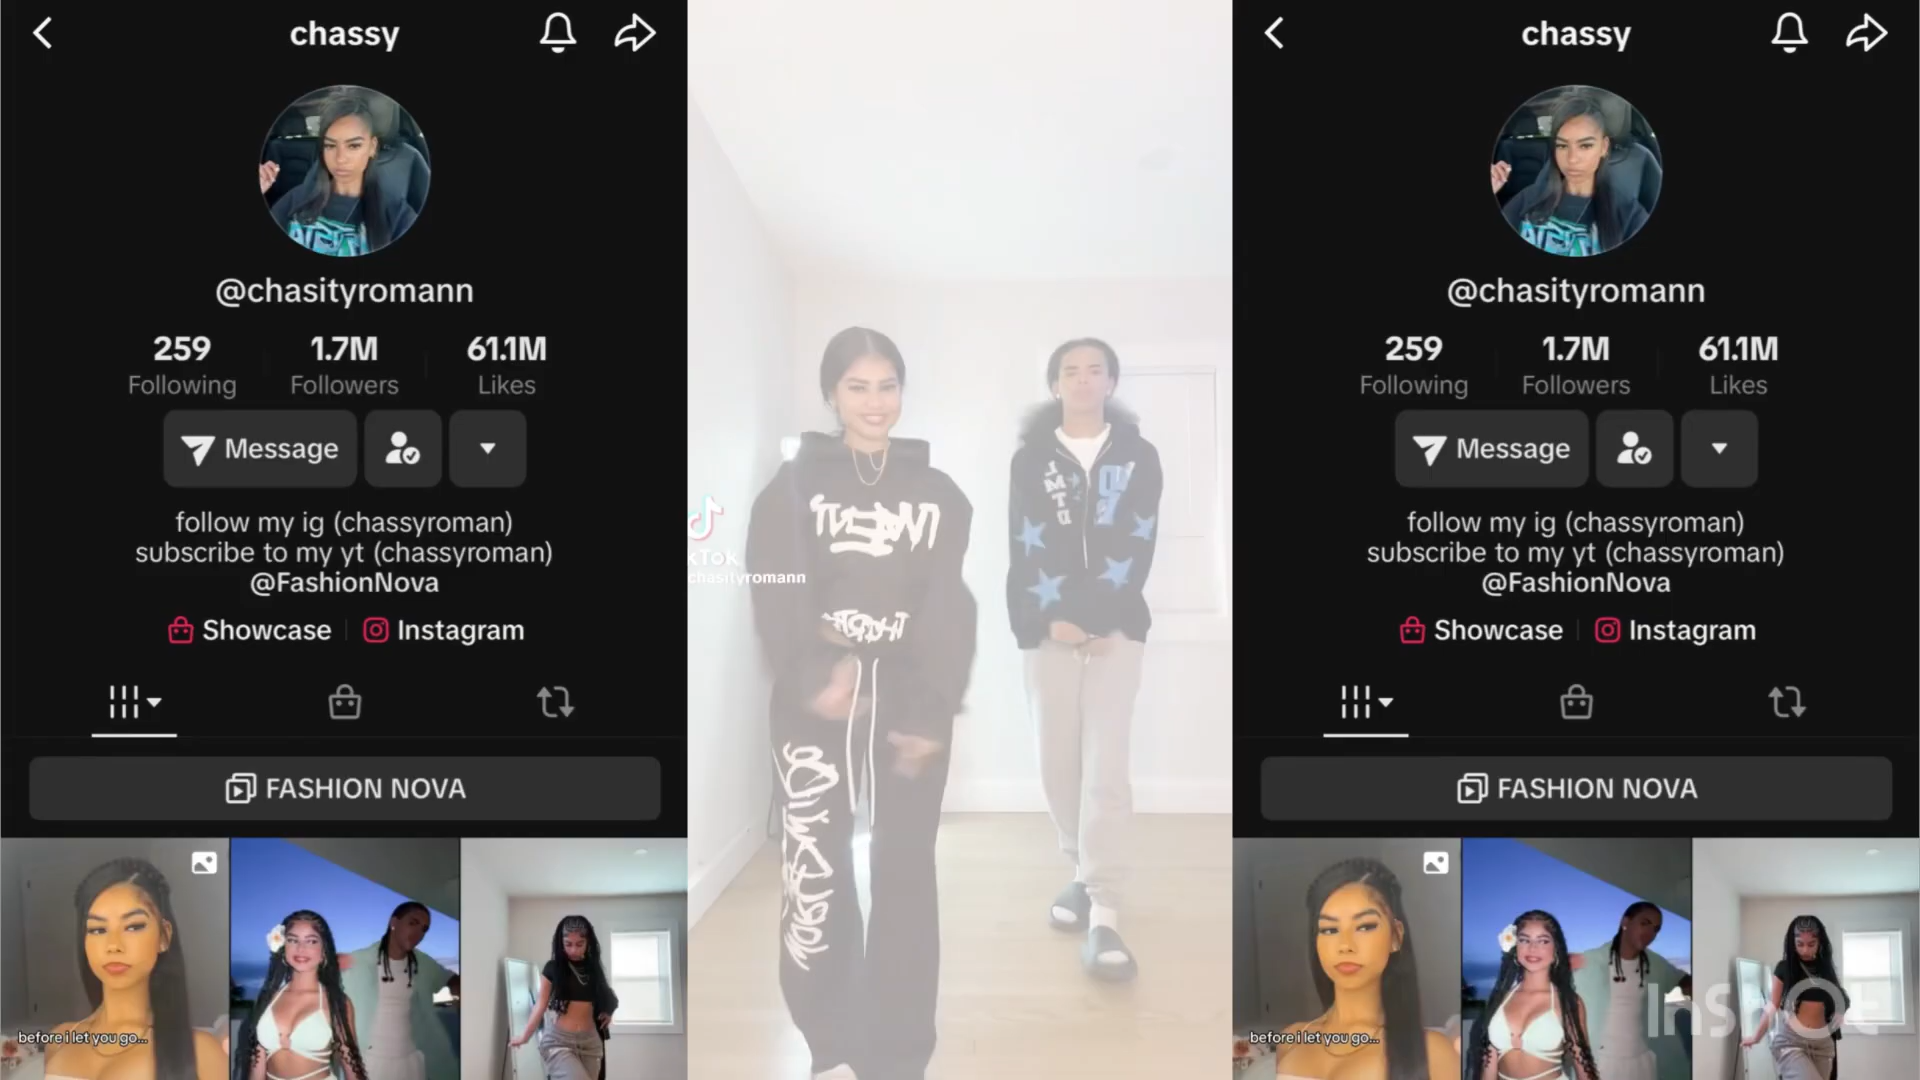 chassy
@chasityromann
259 1.7M 61.1M
Following Followers Likes
Message
follow my ig (chassyroman)
subscribe to my yt (chassyroman)
@FashionNova
Showcase Instagram
FASHION NOVA
before i let you go...
LMTD
kTok
chasityromann
chassy
@chasityromann
259 1.7M 61.1M
Following Followers Likes
Message
follow my ig (chassyroman)
subscribe to my yt (chassyroman)
@FashionNova
Showcase Instagram
FASHION NOVA
before i let you go...
InShOt